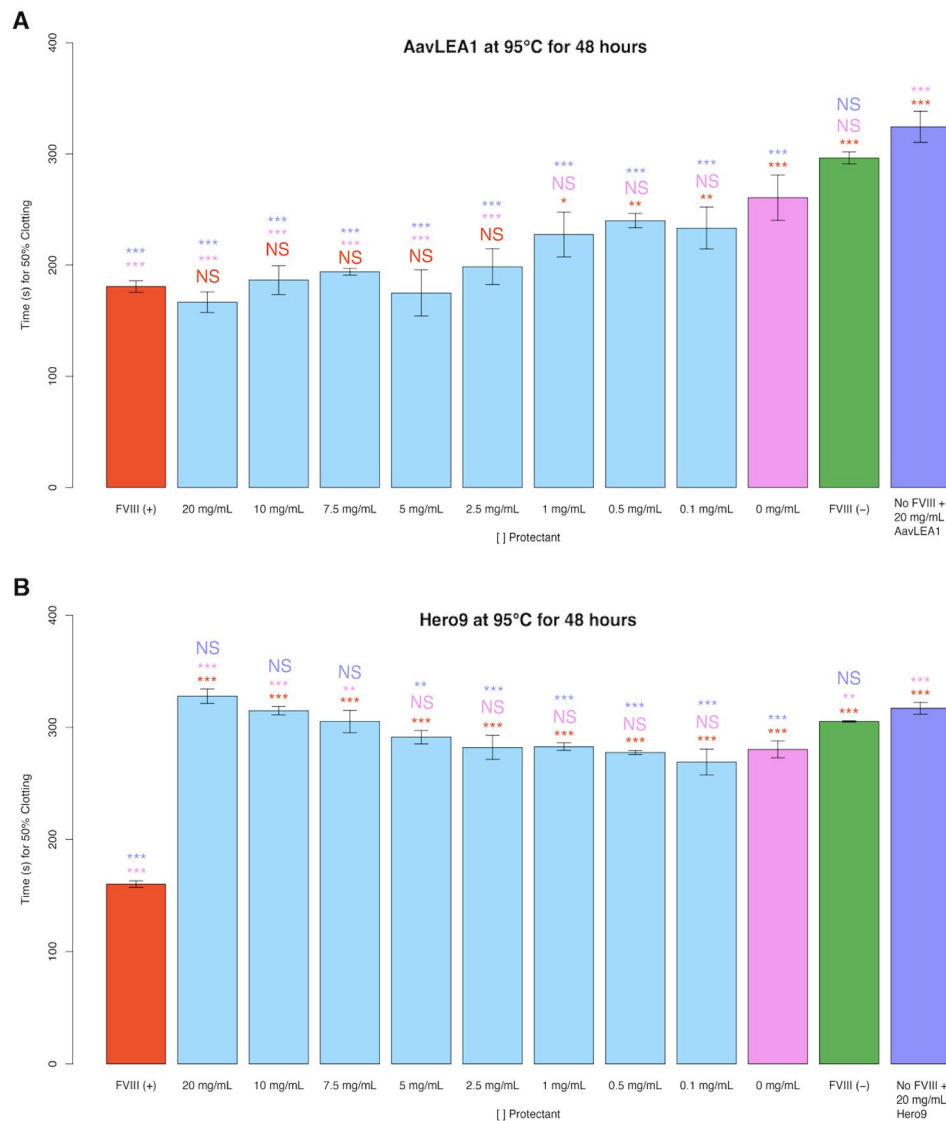 A
AavLEA1 at 95°C for 48 hours
Time (s) for 50% Clotting
400
300
200
100
0
*** *** *** *** *** *** *** *** *** *** NS ***
*** *** *** *** *** *** NS NS NS *** NS ***
NS NS NS NS NS * ** ** ***
FVIII (+) 20 mg/mL 10 mg/mL 7.5 mg/mL 5 mg/mL 2.5 mg/mL 1 mg/mL 0.5 mg/mL 0.1 mg/mL 0 mg/mL FVIII (−) No FVIII +
20 mg/mL
AavLEA1
[ ] Protectant
B
Hero9 at 95°C for 48 hours
Time (s) for 50% Clotting
400
300
200
100
0
*** NS NS NS ** *** *** *** *** *** NS ***
*** *** *** ** NS NS NS NS NS *** ** ***
*** *** *** *** *** *** *** *** ***
FVIII (+) 20 mg/mL 10 mg/mL 7.5 mg/mL 5 mg/mL 2.5 mg/mL 1 mg/mL 0.5 mg/mL 0.1 mg/mL 0 mg/mL FVIII (−) No FVIII +
20 mg/mL
Hero9
[ ] Protectant